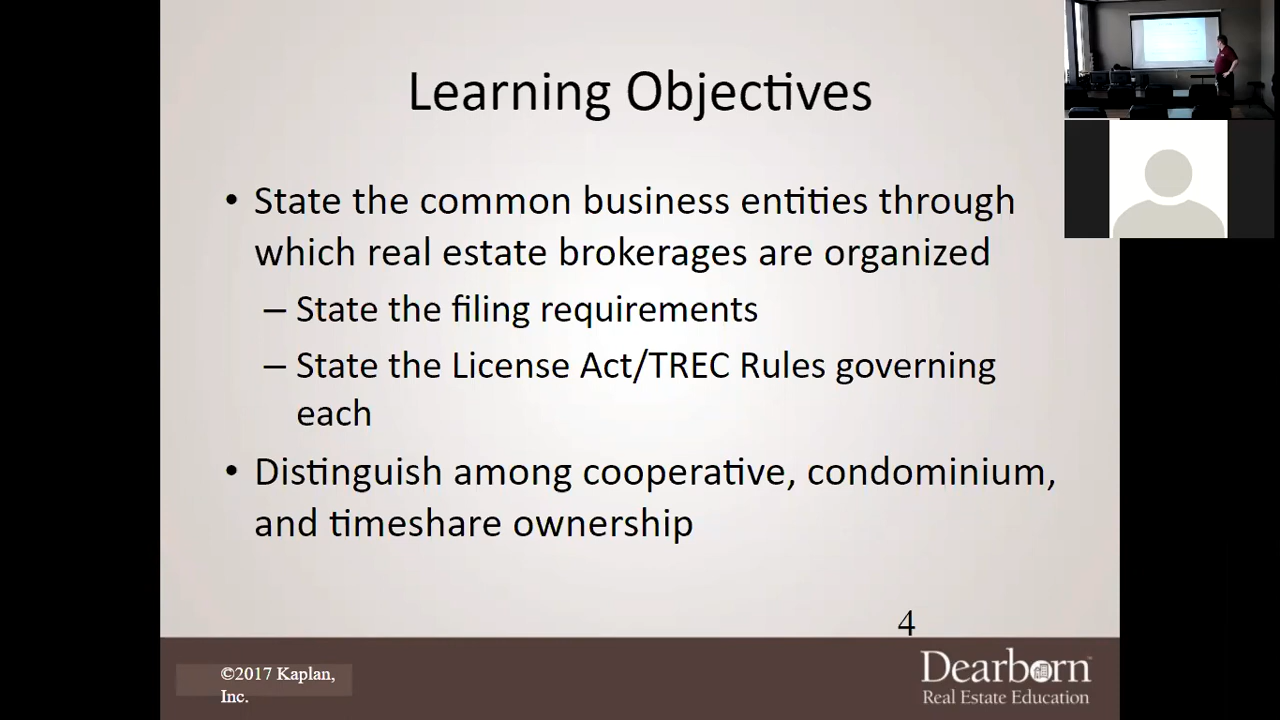 Learning Objectives
• State the common business entities through
which real estate brokerages are organized
– State the filing requirements
– State the License Act/TREC Rules governing
each
• Distinguish among cooperative, condominium,
and timeshare ownership
4
©2017 Kaplan,
Inc.
Dearborn™
Real Estate Education